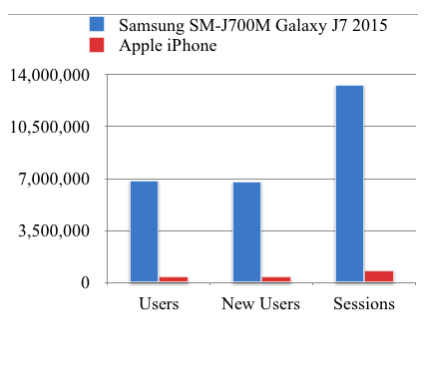 Samsung SM-J700M Galaxy J7 2015
Apple iPhone
14,000,000
10,500,000
7,000,000
3,500,000
0
Users New Users Sessions